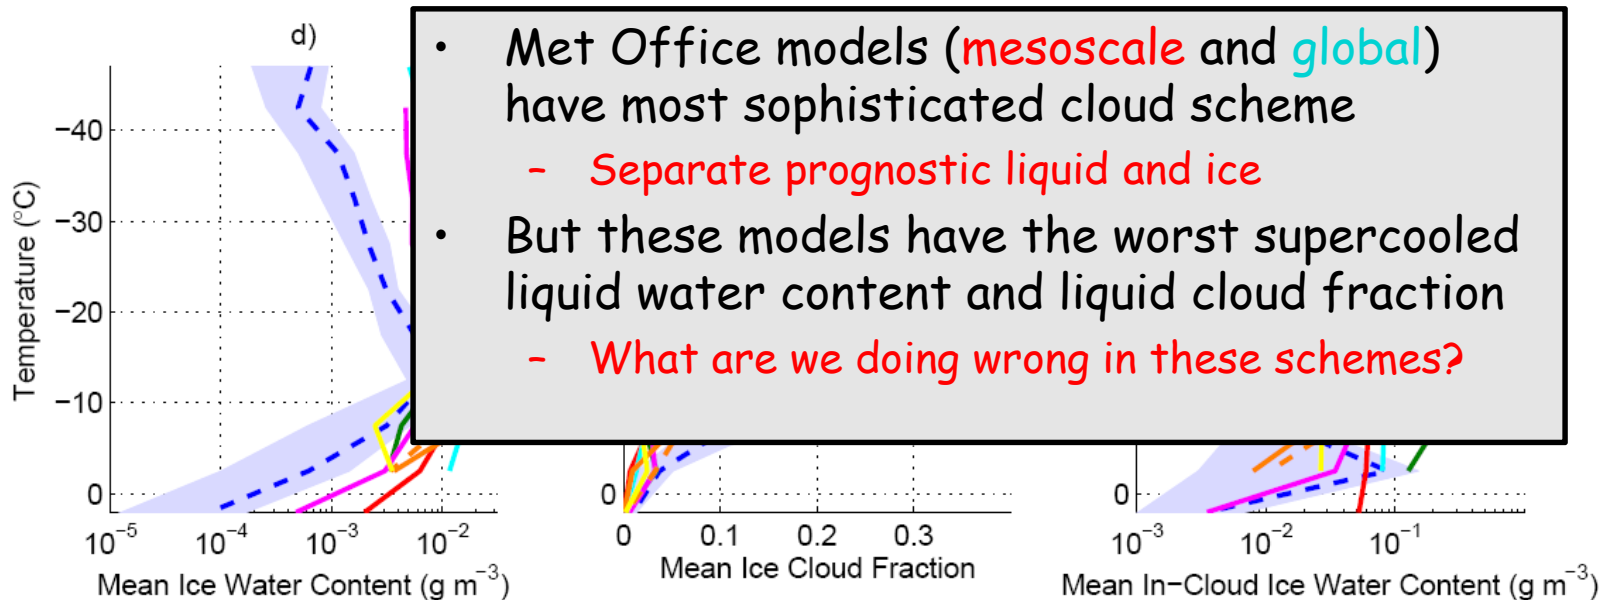 d)
• Met Office models (mesoscale and global)
have most sophisticated cloud scheme
– Separate prognostic liquid and ice
• But these models have the worst supercooled
liquid water content and liquid cloud fraction
– What are we doing wrong in these schemes?
Temperature (°C)
−40
−30
−20
−10
0
10⁻⁵ 10⁻⁴ 10⁻³ 10⁻²
Mean Ice Water Content (g m⁻³)
0
0 0.1 0.2 0.3
Mean Ice Cloud Fraction
0
10⁻³ 10⁻² 10⁻¹
Mean In−Cloud Ice Water Content (g m⁻³)